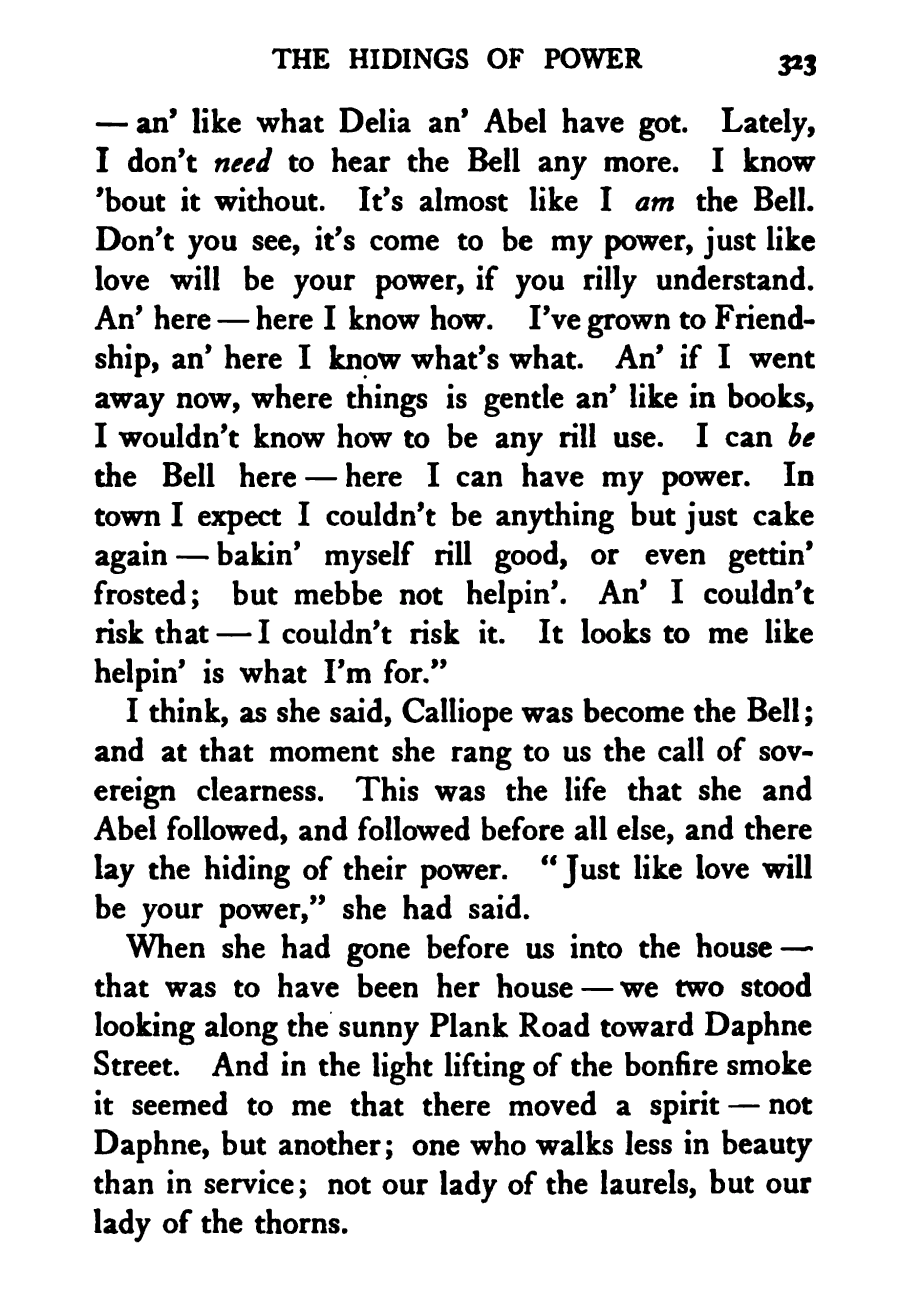 THE HIDINGS OF POWER 323
— an’ like what Delia an’ Abel have got. Lately,
I don’t need to hear the Bell any more. I know
’bout it without. It’s almost like I am the Bell.
Don’t you see, it’s come to be my power, just like
love will be your power, if you rilly understand.
An’ here — here I know how. I’ve grown to Friend-
ship, an’ here I know what’s what. An’ if I went
away now, where things is gentle an’ like in books,
I wouldn’t know how to be any rill use. I can be
the Bell here — here I can have my power. In
town I expect I couldn’t be anything but just cake
again — bakin’ myself rill good, or even gettin’
frosted; but mebbe not helpin’. An’ I couldn’t
risk that — I couldn’t risk it. It looks to me like
helpin’ is what I’m for.”
I think, as she said, Calliope was become the Bell;
and at that moment she rang to us the call of sov-
ereign clearness. This was the life that she and
Abel followed, and followed before all else, and there
lay the hiding of their power. “Just like love will
be your power,” she had said.
When she had gone before us into the house —
that was to have been her house — we two stood
looking along the sunny Plank Road toward Daphne
Street. And in the light lifting of the bonfire smoke
it seemed to me that there moved a spirit — not
Daphne, but another; one who walks less in beauty
than in service; not our lady of the laurels, but our
lady of the thorns.